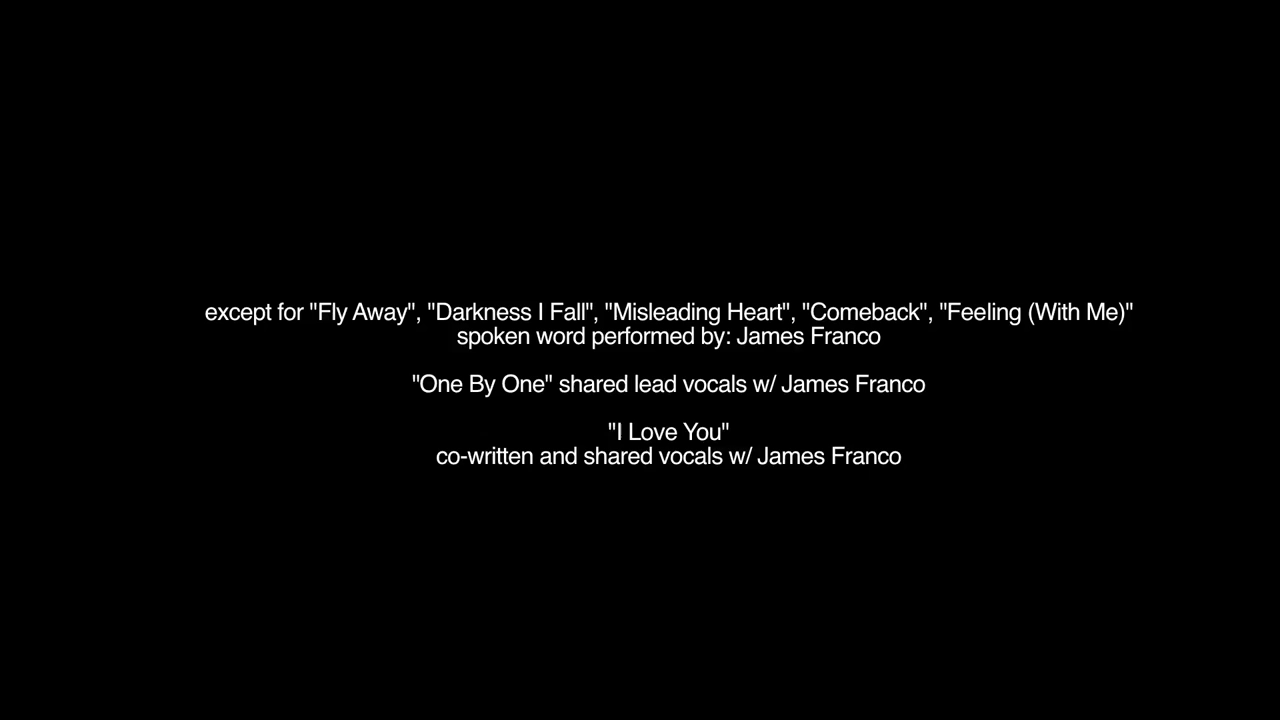 except for "Fly Away", "Darkness I Fall", "Misleading Heart", "Comeback", "Feeling (With Me)"
spoken word performed by: James Franco
"One By One" shared lead vocals w/ James Franco
"I Love You"
co-written and shared vocals w/ James Franco